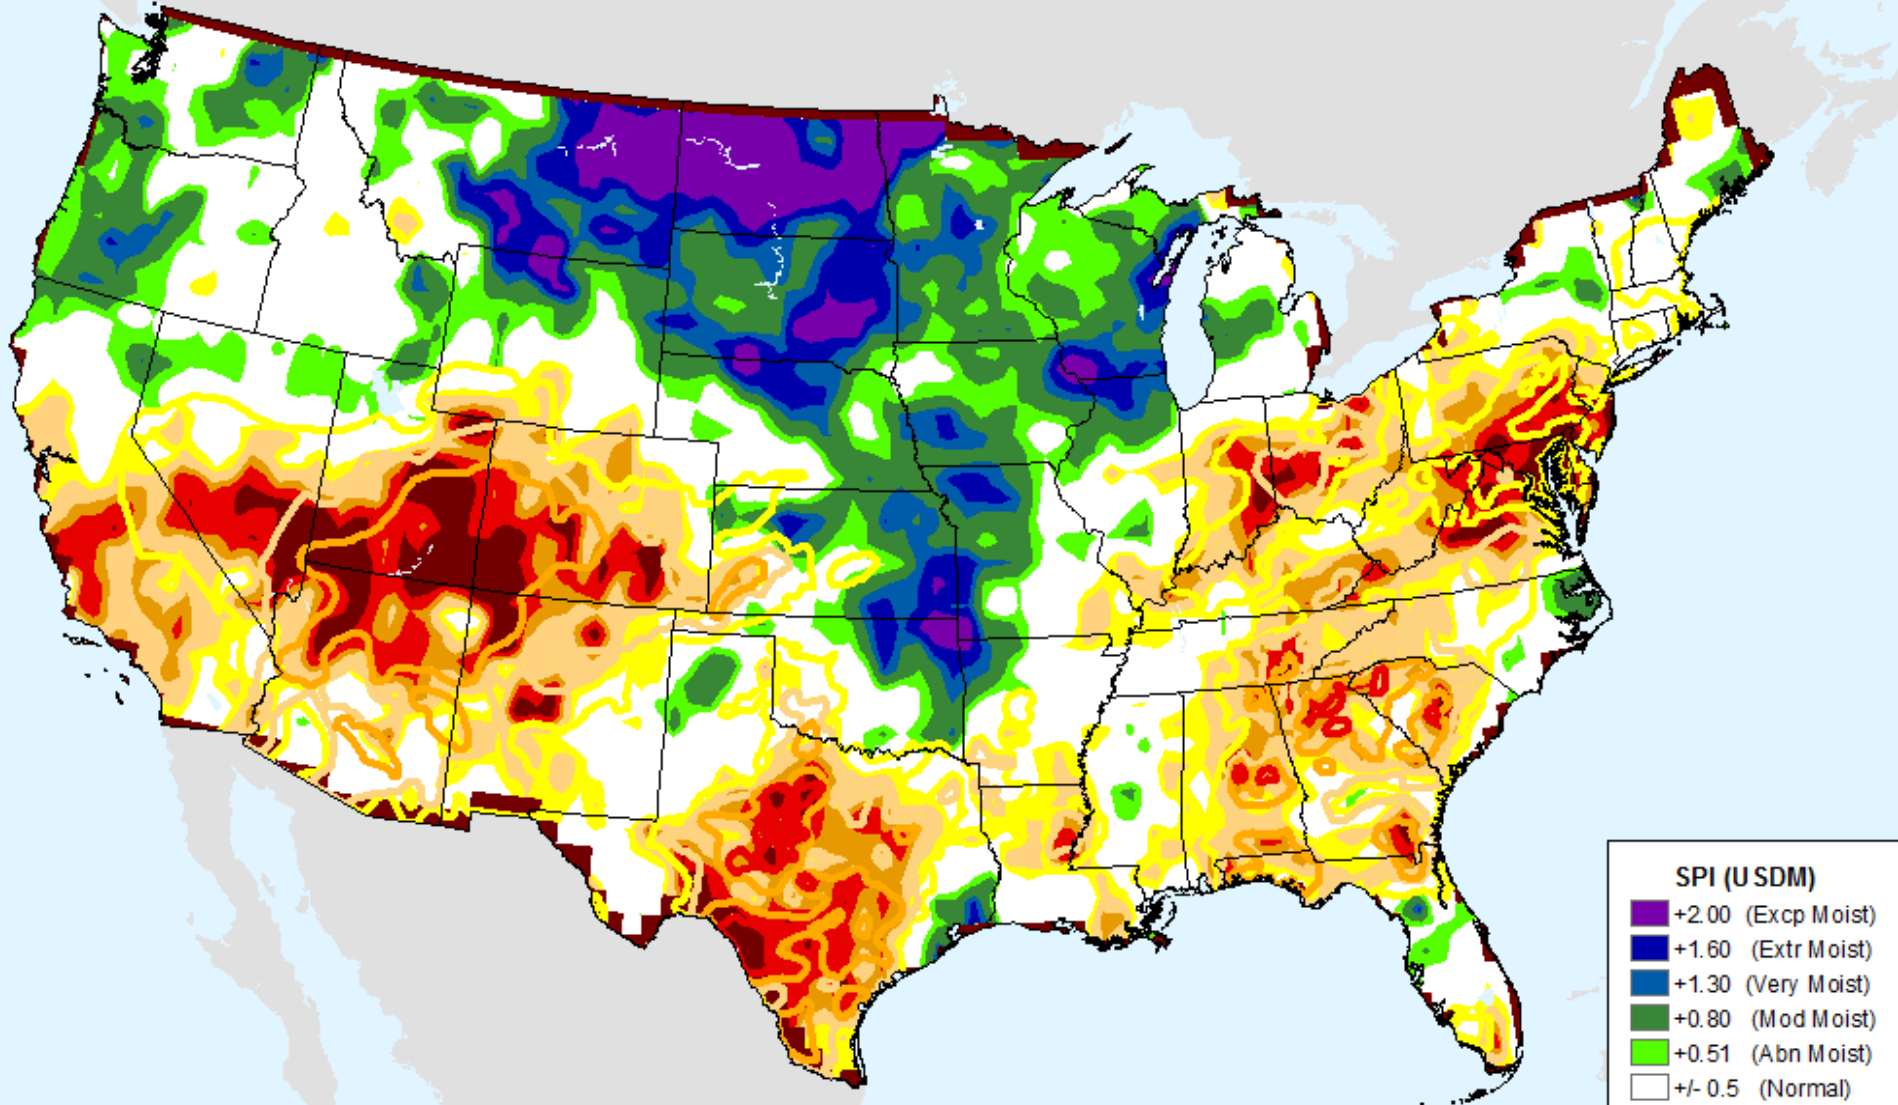 SPI (USDM)
+2.00 (Excp Moist)
+1.60 (Extr Moist)
+1.30 (Very Moist)
+0.80 (Mod Moist)
+0.51 (Abn Moist)
+/- 0.5 (Normal)